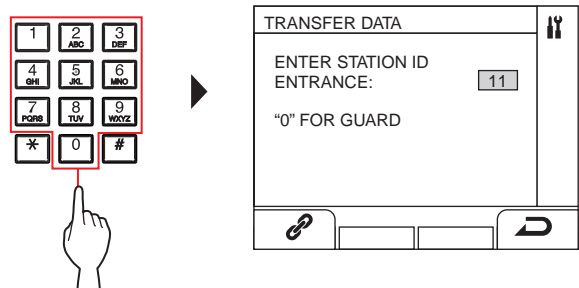 1 2 3
ABC DEF
4 5 6
GHI JKL MNO
7 8 9
PQRS TUV WXYZ
* 0 #
TRANSFER DATA
ENTER STATION ID
ENTRANCE: 11
“0” FOR GUARD